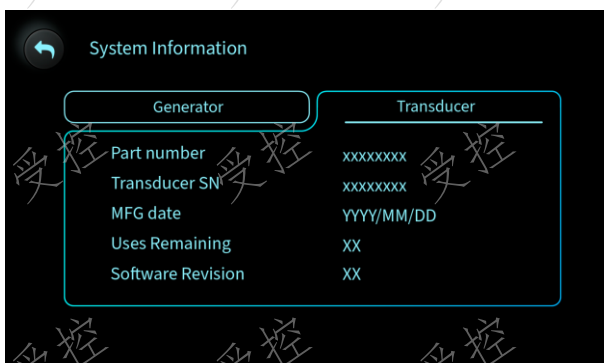 System Information
Generator
Transducer
Part number xxxxxxxx
Transducer SN xxxxxxxx
MFG date YYYY/MM/DD
Uses Remaining XX
Software Revision XX
受控
受控
受控
受控
受控
受控